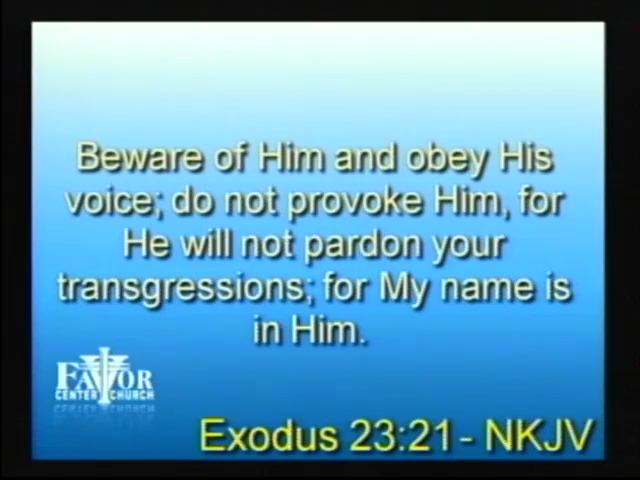 Beware of Him and obey His
voice; do not provoke Him, for
He will not pardon your
transgressions; for My name is
in Him.
FAVOR
CENTER CHURCH
Exodus 23:21 - NKJV